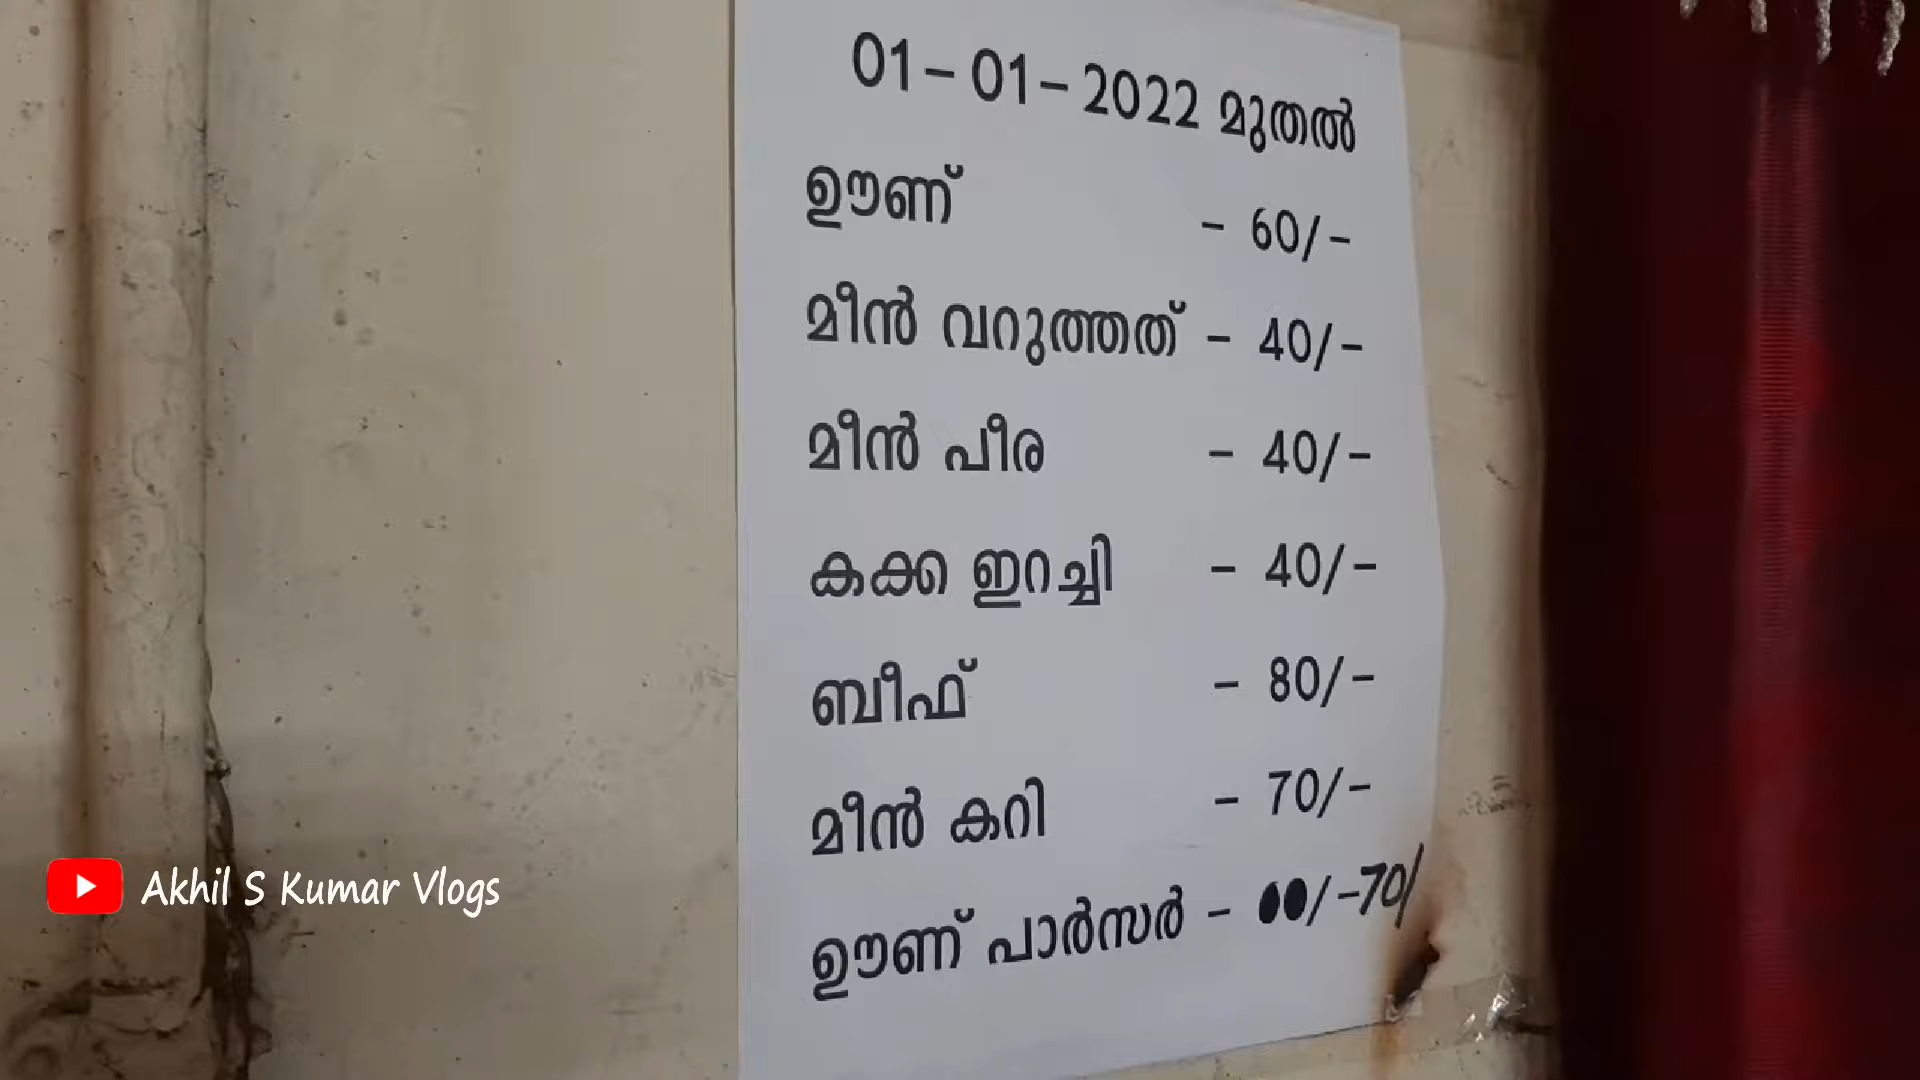 01-01-2022 മുതൽ
ഊണ് - 60/-
മീൻ വറുത്തത് - 40/-
മീൻ പീര - 40/-
കക്ക ഇറച്ചി - 40/-
ബീഫ് - 80/-
മീൻ കറി - 70/-
ഊണ് പാർസർ - /-70/
Akhil S Kumar Vlogs